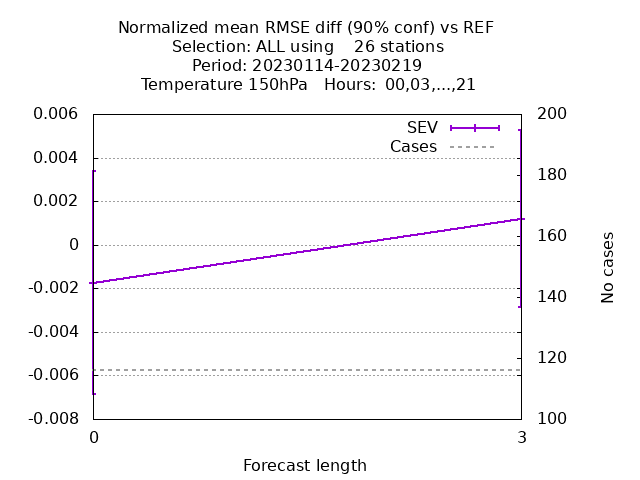 Normalized mean RMSE diff (90% conf) vs REF
Selection: ALL using    26 stations
Period: 20230114-20230219
Temperature 150hPa   Hours:  00,03,...,21
0.006
0.004
0.002
0
-0.002
-0.004
-0.006
-0.008
SEV
Cases
200
180
160
140
120
100
No cases
0
3
Forecast length